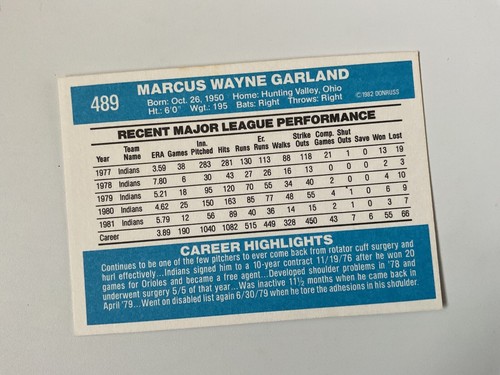 489
MARCUS WAYNE GARLAND
Born: Oct. 26, 1950 Home: Hunting Valley, Ohio
Ht.: 6'0" Wgt.: 195 Bats: Right Throws: Right
©1982 DONRUSS
RECENT MAJOR LEAGUE PERFORMANCE
Year Team Name ERA Games Inn. Pitched Hits Runs Er. Runs Walks Strike Outs Comp. Games Shut Outs Save Won Lost
1977 Indians 3.59 38 283 281 130 113 88 118 21 1 0 13 19
1978 Indians 7.80 6 30 43 27 26 16 13 0 0 0 2 3
1979 Indians 5.21 18 95 120 70 55 34 40 2 0 0 4 10
1980 Indians 4.62 25 150 163 85 77 48 55 4 1 0 6 9
1981 Indians 5.79 12 56 89 40 36 14 15 2 1 0 3 7
Career 3.89 190 1040 1082 515 449 328 450 43 7 6 55 66
CAREER HIGHLIGHTS
Continues to be one of the few pitchers to ever come back from rotator cuff surgery and
hurl effectively...Indians signed him to a 10-year contract 11/19/76 after he won 20
games for Orioles and became a free agent...Developed shoulder problems in '78 and
underwent surgery 5/5 of that year...Was inactive 11½ months when he came back in
April '79...Went on disabled list again 6/30/79 when he tore the adhesions in his shoulder.